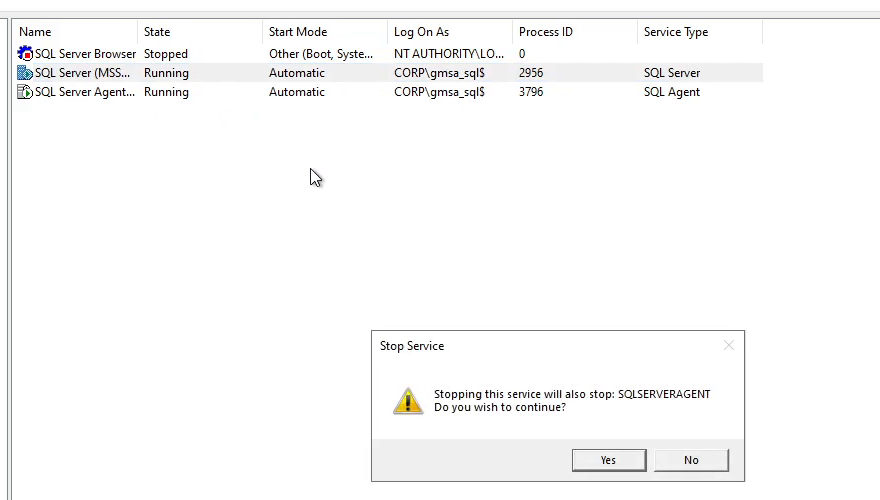 Name State Start Mode Log On As Process ID Service Type
SQL Server Browser Stopped Other (Boot, Syste... NT AUTHORITY\LO... 0
SQL Server (MSS... Running Automatic CORP\gmsa_sql$ 2956 SQL Server
SQL Server Agent... Running Automatic CORP\gmsa_sql$ 3796 SQL Agent
Stop Service
Stopping this service will also stop: SQLSERVERAGENT
Do you wish to continue?
Yes No